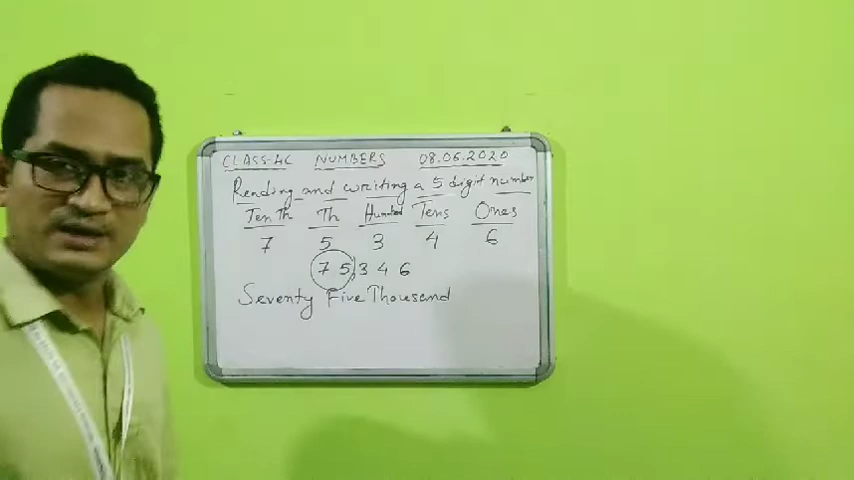 CLASS-4C NUMBERS 08.06.2020
Reading and writing a 5 digit number
Ten Th Th Hundred Tens Ones
7 5 3 4 6
75,346
Seventy Five Thousand